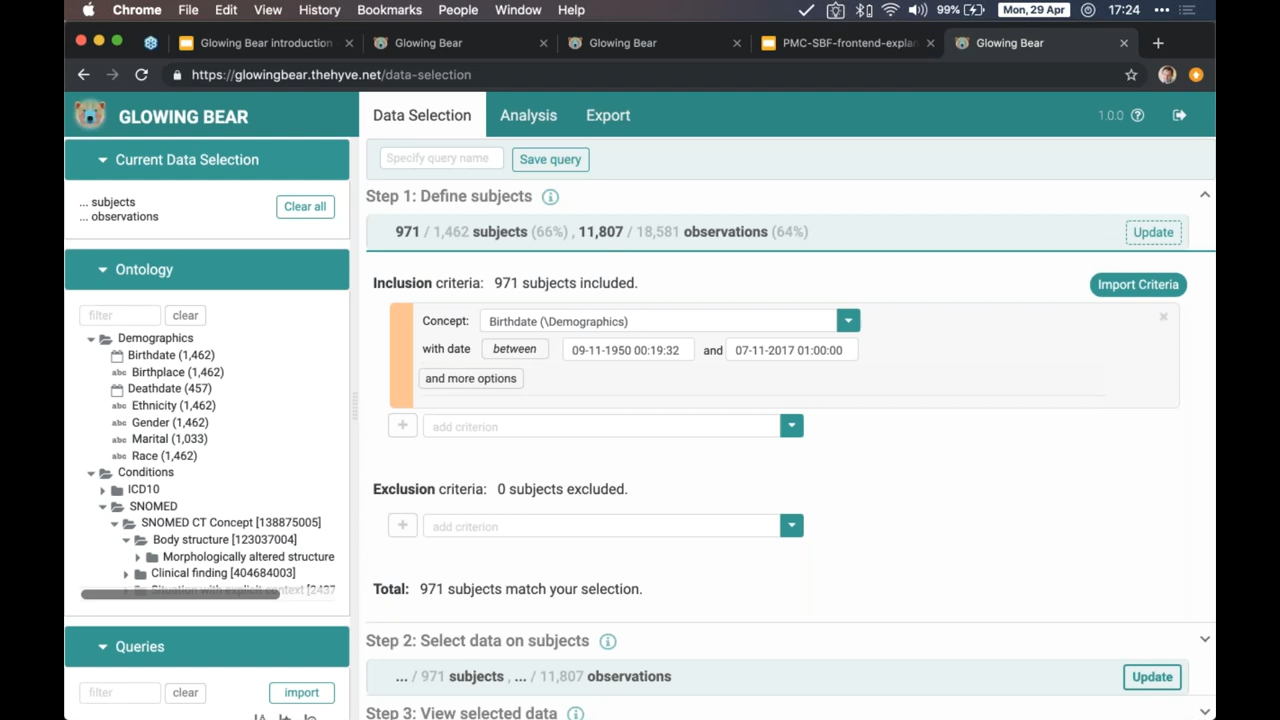 Chrome File Edit View History Bookmarks People Window Help 99% Mon, 29 Apr 17:24
Glowing Bear introduction Glowing Bear Glowing Bear PMC-SBF-frontend-explan Glowing Bear
https://glowingbear.thehyve.net/data-selection
GLOWING BEAR
Data Selection Analysis Export 1.0.0
Current Data Selection
... subjects
... observations
Clear all
Ontology
filter clear
Demographics
Birthdate (1,462)
abc Birthplace (1,462)
Deathdate (457)
abc Ethnicity (1,462)
abc Gender (1,462)
abc Marital (1,033)
abc Race (1,462)
Conditions
ICD10
SNOMED
SNOMED CT Concept [138875005]
Body structure [123037004]
Morphologically altered structure
Clinical finding [404684003]
Situation with explicit context [2437
Queries
filter clear import
Specify query name Save query
Step 1: Define subjects
971 / 1,462 subjects (66%) , 11,807 / 18,581 observations (64%) Update
Inclusion criteria: 971 subjects included. Import Criteria
Concept: Birthdate (\Demographics)
with date between 09-11-1950 00:19:32 and 07-11-2017 01:00:00
and more options
add criterion
Exclusion criteria: 0 subjects excluded.
add criterion
Total: 971 subjects match your selection.
Step 2: Select data on subjects
... / 971 subjects , ... / 11,807 observations Update
Step 3: View selected data